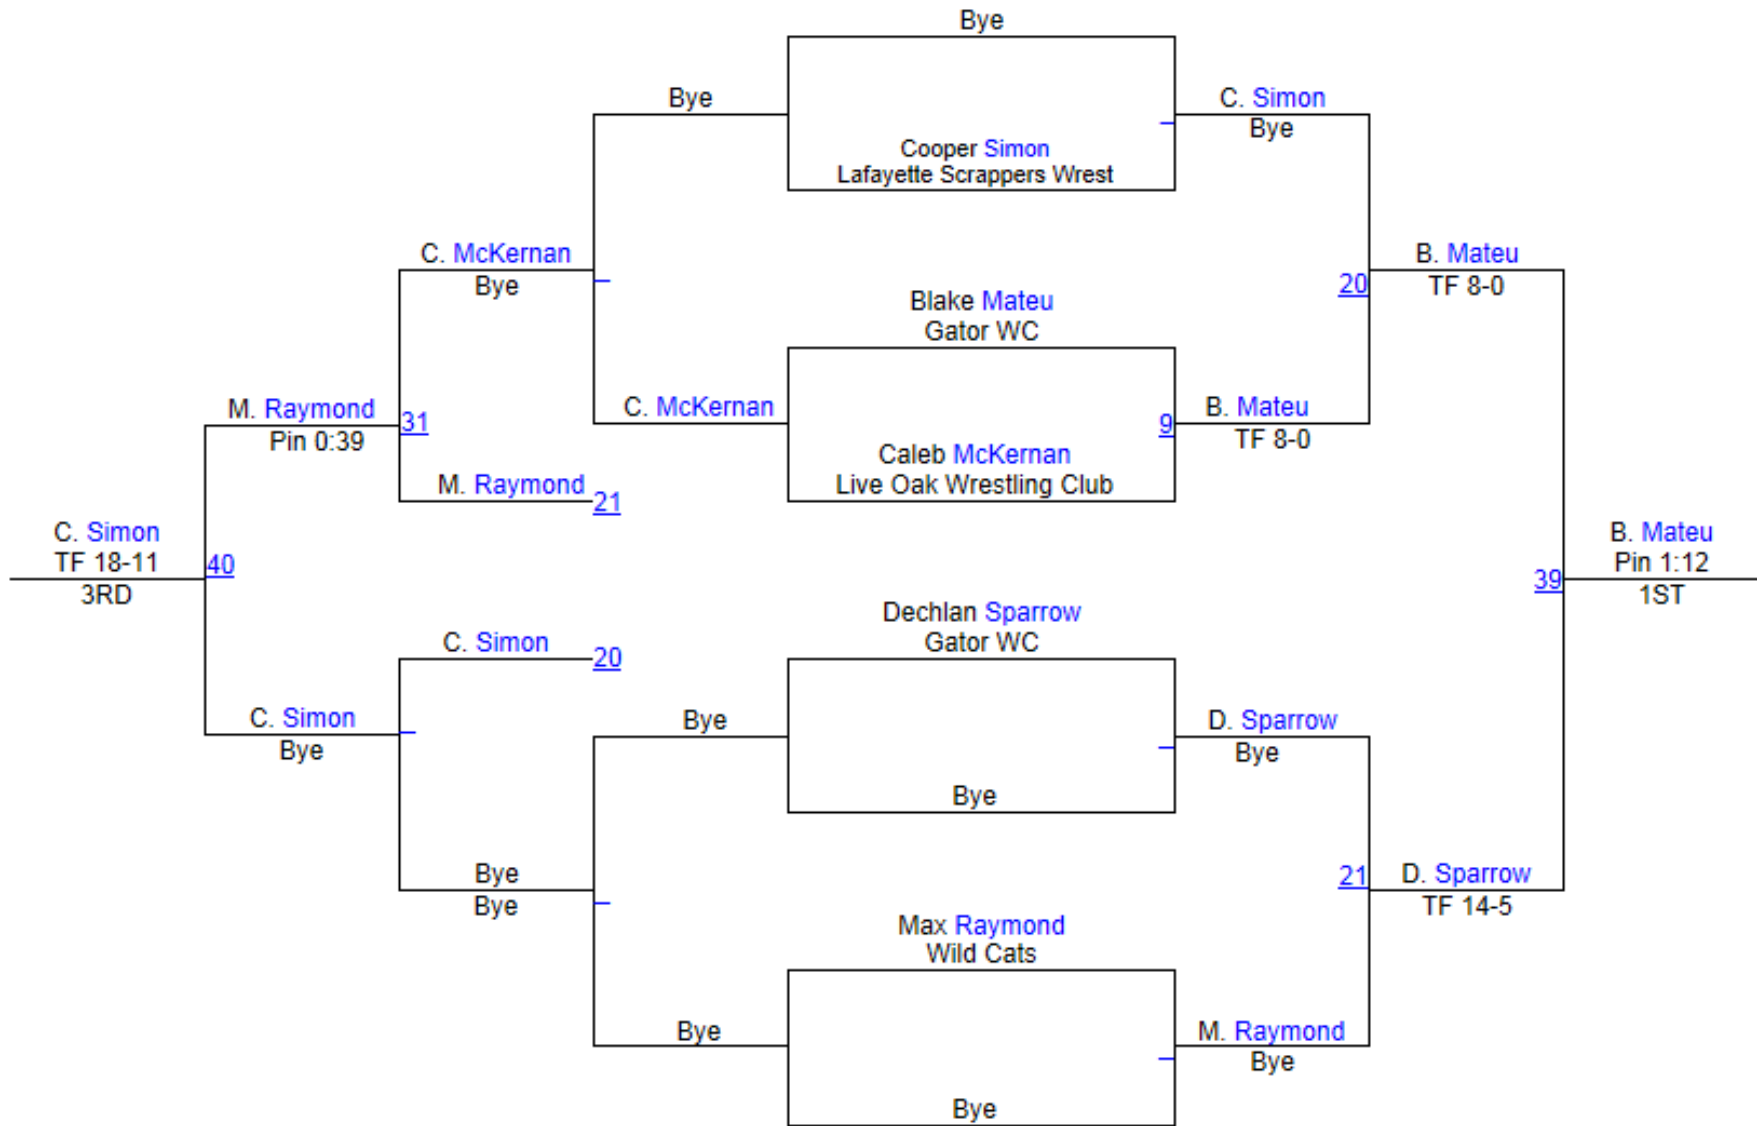 Bye
Bye
C. Simon
Bye
Cooper Simon
Lafayette Scrappers Wrest
C. McKernan
Bye
B. Mateu
TF 8-0
20
Blake Mateu
Gator WC
M. Raymond
Pin 0:39
31
C. McKernan
9
B. Mateu
TF 8-0
Caleb McKernan
Live Oak Wrestling Club
M. Raymond
21
C. Simon
TF 18-11
3RD
40
B. Mateu
Pin 1:12
1ST
39
Dechlan Sparrow
Gator WC
C. Simon
20
C. Simon
Bye
Bye
D. Sparrow
Bye
Bye
Bye
Bye
21
D. Sparrow
TF 14-5
Max Raymond
Wild Cats
Bye
M. Raymond
Bye
Bye